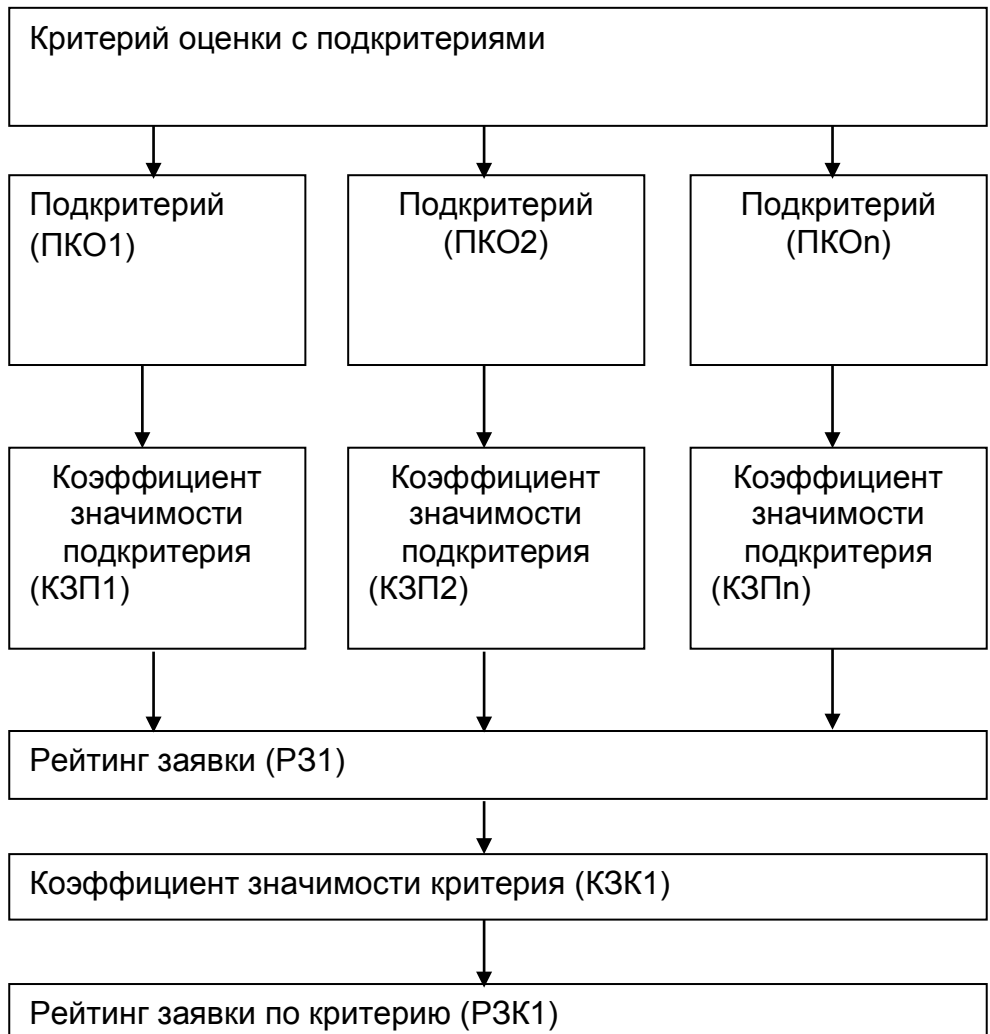 Критерий оценки с подкритериями
Подкритерий
(ПКО1)
Подкритерий
(ПКО2)
Подкритерий
(ПКОn)
Коэффициент
значимости
подкритерия
(КЗП1)
Коэффициент
значимости
подкритерия
(КЗП2)
Коэффициент
значимости
подкритерия
(КЗПn)
Рейтинг заявки (РЗ1)
Коэффициент значимости критерия (КЗК1)
Рейтинг заявки по критерию (РЗК1)